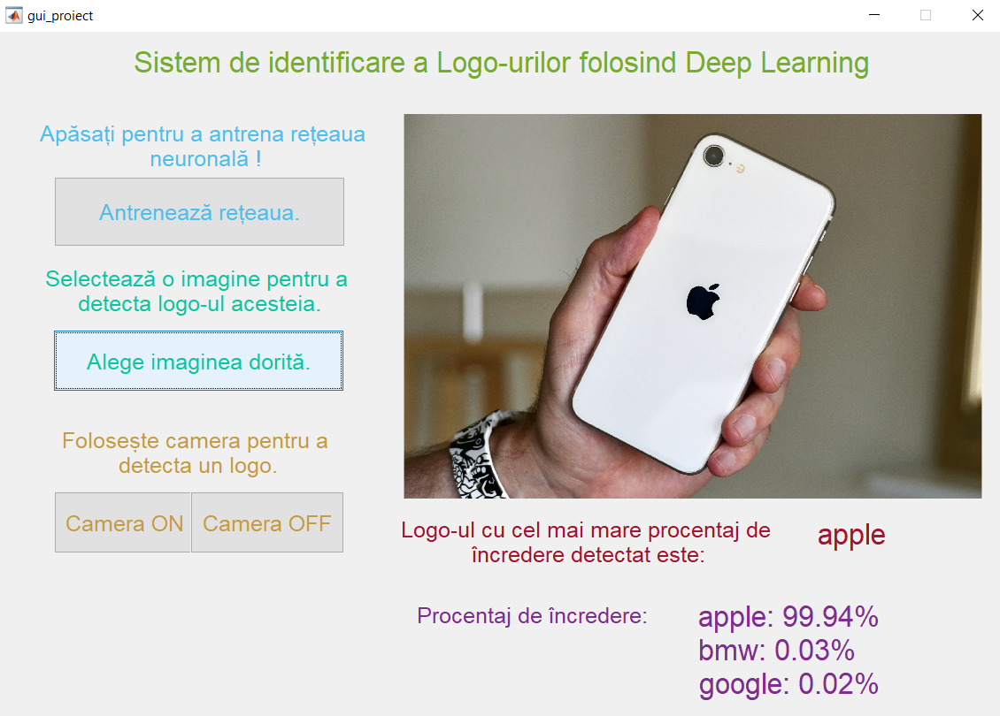 gui_proiect
Sistem de identificare a Logo-urilor folosind Deep Learning
Apăsați pentru a antrena rețeaua
neuronală !
Antrenează rețeaua.
Selectează o imagine pentru a
detecta logo-ul acesteia.
Alege imaginea dorită.
Folosește camera pentru a
detecta un logo.
Camera ON
Camera OFF
Logo-ul cu cel mai mare procentaj de
încredere detectat este:
apple
Procentaj de încredere:
apple: 99.94%
bmw: 0.03%
google: 0.02%